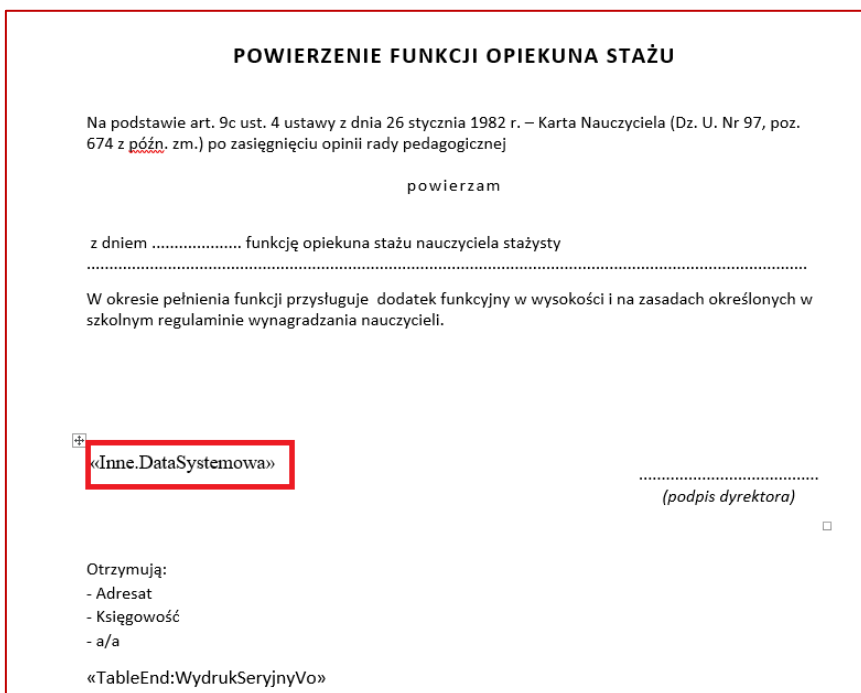 POWIERZENIE FUNKCJI OPIEKUNA STAŻU
Na podstawie art. 9c ust. 4 ustawy z dnia 26 stycznia 1982 r. – Karta Nauczyciela (Dz. U. Nr 97, poz.
674 z późn. zm.) po zasięgnięciu opinii rady pedagogicznej
powierzam
z dniem .................... funkcję opiekuna stażu nauczyciela stażysty
................................................................................................................................................................
W okresie pełnienia funkcji przysługuje  dodatek funkcyjny w wysokości i na zasadach określonych w
szkolnym regulaminie wynagradzania nauczycieli.
«Inne.DataSystemowa»
........................................
(podpis dyrektora)
Otrzymują:
- Adresat
- Księgowość
- a/a
«TableEnd:WydrukSeryjnyVo»